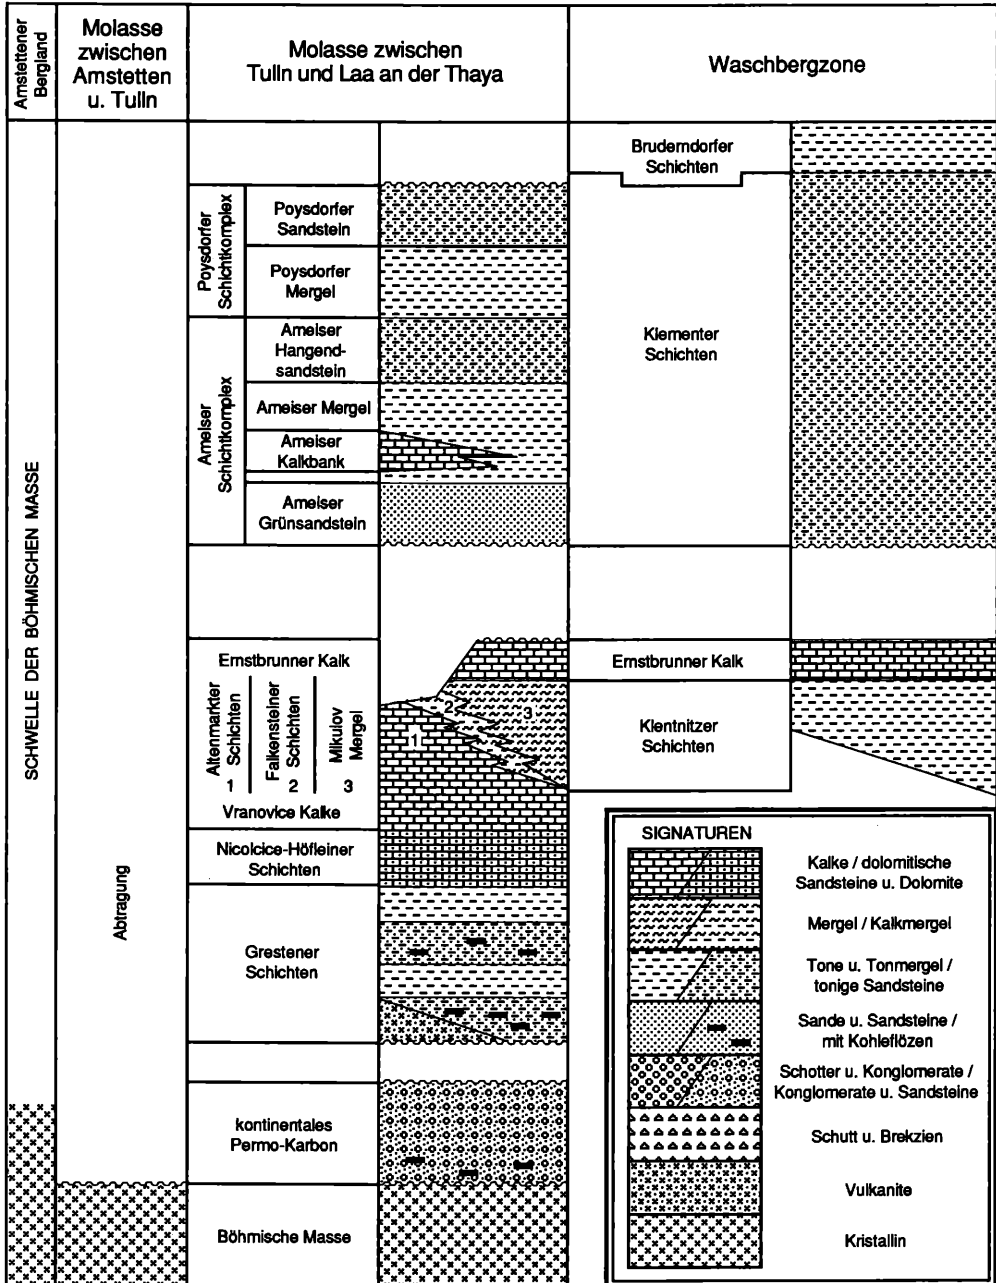 Amstettener
Bergland
Molasse
zwischen
Amstetten
u. Tulln
Molasse zwischen
Tulln und Laa an der Thaya
Waschbergzone
SCHWELLE DER BÖHMISCHEN MASSE
Abtragung
Poysdorfer
Schichtkomplex
Poysdorfer
Sandstein
Poysdorfer
Mergel
Ameiser
Schichtkomplex
Ameiser
Hangend-
sandstein
Ameiser Mergel
Ameiser
Kalkbank
Ameiser
Grünsandstein
Ernstbrunner Kalk
Altenmarkter
Schichten
1
Falkensteiner
Schichten
2
Mikulov
Mergel
3
Vranovice Kalke
1
2
3
Nicolcice-Höfleiner
Schichten
Grestener
Schichten
kontinentales
Permo-Karbon
Böhmische Masse
Bruderndorfer
Schichten
Klementer
Schichten
Ernstbrunner Kalk
Klentnitzer
Schichten
SIGNATUREN
Kalke / dolomitische
Sandsteine u. Dolomite
Mergel / Kalkmergel
Tone u. Tonmergel /
tonige Sandsteine
Sande u. Sandsteine /
mit Kohleflözen
Schotter u. Konglomerate /
Konglomerate u. Sandsteine
Schutt u. Brekzien
Vulkanite
Kristallin